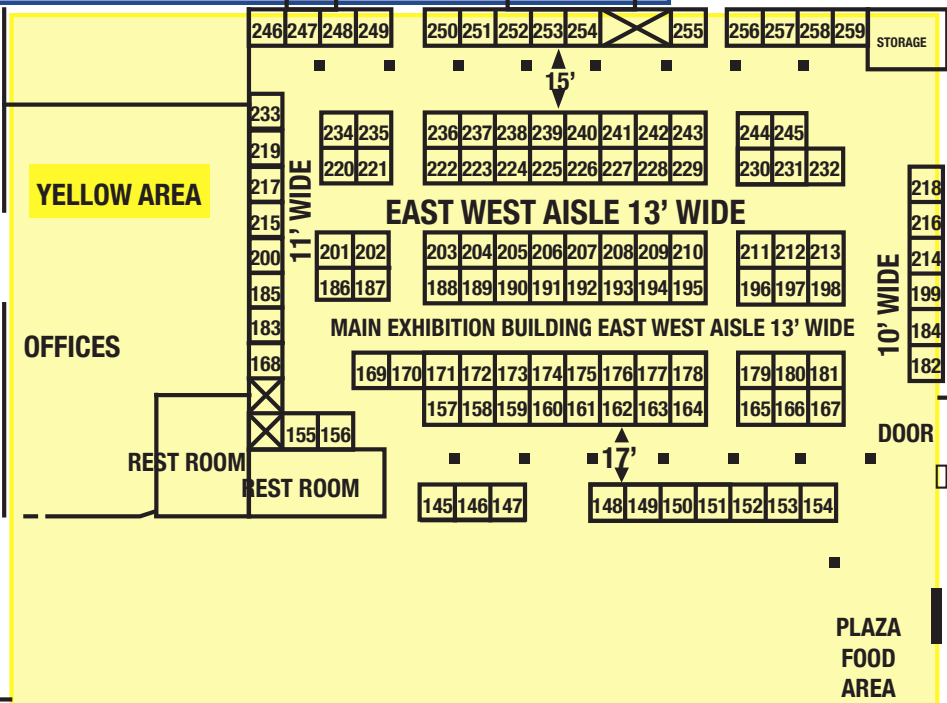 246 247 248 249 250 251 252 253 254 255 256 257 258 259
STORAGE
15'
233
234 235 236 237 238 239 240 241 242 243 244 245
219
220 221 222 223 224 225 226 227 228 229 230 231 232
11' WIDE
YELLOW AREA
217
218
EAST WEST AISLE 13' WIDE
215
216
200
201 202 203 204 205 206 207 208 209 210 211 212 213
214
185
186 187 188 189 190 191 192 193 194 195 196 197 198
199
10' WIDE
183
MAIN EXHIBITION BUILDING EAST WEST AISLE 13' WIDE
184
OFFICES
168
169 170 171 172 173 174 175 176 177 178 179 180 181
182
157 158 159 160 161 162 163 164 165 166 167
155 156
DOOR
REST ROOM
17'
REST ROOM
145 146 147 148 149 150 151 152 153 154
PLAZA
FOOD
AREA